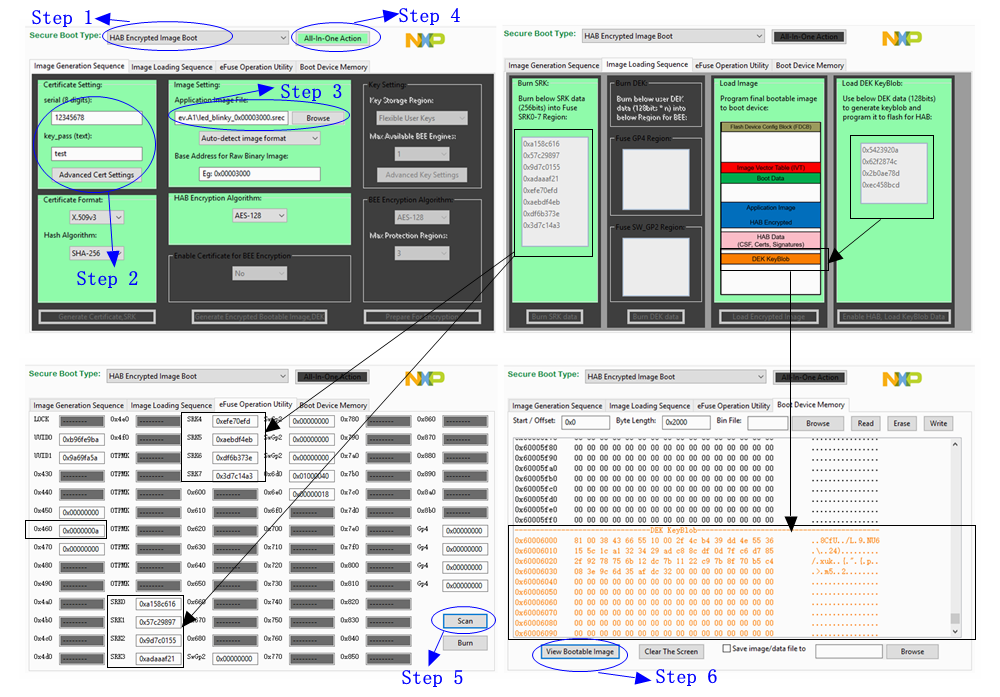 Step 1
Step 4
Secure Boot Type: HAB Encrypted Image Boot All-In-One Action NXP
Image Generation Sequence Image Loading Sequence eFuse Operation Utility Boot Device Memory
Certificate Setting:
serial (8 digits):
12345678
key_pass (text):
test
Advanced Cert Settings
Image Setting:
Application Image File:
Step 3
ev.A1\led_blinky_0x00003000.srec Browse
Auto-detect image format
Base Address for Raw Binary Image:
Eg: 0x00003000
Key Setting:
Key Storage Region:
Flexible User Keys
Max Available BEE Engines:
1
Advanced Key Settings
Certificate Format:
X.509v3
Hash Algorithm:
SHA-256
Step 2
HAB Encryption Algorithm:
AES-128
Enable Certificate for BEE Encryption
No
BEE Encryption Algorithm:
AES-128
Max Protection Regions:
3
Generate Certificate,SRK
Generate Encrypted Bootable Image,DEK
Prepare For Encryption
Secure Boot Type: HAB Encrypted Image Boot All-In-One Action NXP
Image Generation Sequence Image Loading Sequence eFuse Operation Utility Boot Device Memory
Burn SRK:
Burn below SRK data
(256bits) into Fuse
SRK0-7 Region:
0xa158c616
0x57c29897
0x9d7c0155
0xadaaaf21
0xefe70efd
0xaebdf4eb
0xdf6b373e
0x3d7c14a3
Burn SRK data
Burn DEK:
Burn below user DEK
data (128bits * n) into
below Region for BEE:
Fuse GP4 Region:
Fuse SW_GP2 Region:
Burn DEK data
Load Image
Program final bootable image
to boot device:
Flash Device Config Block (FDCB)
Image Vector Table (IVT)
Boot Data
Application Image
HAB Encrypted
HAB Data
(CSF, Certs, Signatures)
DEK KeyBlob
Load Encrypted Image
Load DEK KeyBlob:
Use below DEK data (128bits)
to generate keyblob and
program it to flash for HAB:
0x5423920a
0x62f2874c
0x2b0ae78d
0xec458bcd
Enable HAB, Load KeyBlob Data
Secure Boot Type: HAB Encrypted Image Boot All-In-One Action NXP
Image Generation Sequence Image Loading Sequence eFuse Operation Utility Boot Device Memory
LOCK -------- 0x4e0 -------- SRK4 0xefe70efd SwGp2 0x00000000 0x780 -------- 0x860 --------
UUID0 0xb96fe9ba 0x4f0 -------- SRK5 0xaebdf4eb SwGp2 0x00000000 0x790 -------- 0x870 --------
UUID1 0x9a69fa5a OTPMK -------- SRK6 0xdf6b373e SwGp2 0x00000000 0x7a0 -------- 0x880 --------
0x430 -------- OTPMK -------- SRK7 0x3d7c14a3 0x6d0 0x01000040 0x7b0 -------- 0x890 --------
0x440 -------- OTPMK -------- 0x600 -------- 0x6e0 0x00000018 0x7c0 -------- 0x8a0 --------
0x450 0x00000000 OTPMK -------- 0x610 -------- 0x6f0 -------- 0x7d0 -------- 0x8b0 --------
0x460 0x0000000a OTPMK -------- 0x620 -------- 0x700 -------- 0x7e0 -------- Gp4 0x00000000
0x470 0x00000000 OTPMK -------- 0x630 -------- 0x710 -------- 0x7f0 -------- Gp4 0x00000000
0x480 -------- OTPMK -------- 0x640 -------- 0x720 -------- 0x800 -------- Gp4 0x00000000
0x490 -------- OTPMK -------- 0x650 -------- 0x730 -------- 0x810 -------- Gp4 0x00000000
0x4a0 -------- SRK0 0xa158c616 0x660 -------- 0x740 -------- 0x820 --------
0x4b0 -------- SRK1 0x57c29897 0x670 -------- 0x750 -------- 0x830 -------- Scan
0x4c0 -------- SRK2 0x9d7c0155 0x680 -------- 0x760 -------- 0x840 -------- Burn
0x4d0 -------- SRK3 0xadaaaf21 SwGp2 0x00000000 0x770 -------- 0x850 --------
Step 5
Secure Boot Type: HAB Encrypted Image Boot All-In-One Action NXP
Image Generation Sequence Image Loading Sequence eFuse Operation Utility Boot Device Memory
Start / Offset: 0x0 Byte Length: 0x2000 Bin File: Browse Read Erase Write
0x60005f80 00 00 00 00 00 00 00 00 00 00 00 00 00 00 00 00 ................
0x60005f90 00 00 00 00 00 00 00 00 00 00 00 00 00 00 00 00 ................
0x60005fa0 00 00 00 00 00 00 00 00 00 00 00 00 00 00 00 00 ................
0x60005fb0 00 00 00 00 00 00 00 00 00 00 00 00 00 00 00 00 ................
0x60005fc0 00 00 00 00 00 00 00 00 00 00 00 00 00 00 00 00 ................
0x60005fd0 00 00 00 00 00 00 00 00 00 00 00 00 00 00 00 00 ................
0x60005fe0 00 00 00 00 00 00 00 00 00 00 00 00 00 00 00 00 ................
0x60005ff0 00 00 00 00 00 00 00 00 00 00 00 00 00 00 00 00 ................
DEK KeyBlob
0x60006000 81 00 38 43 66 55 10 00 2f 4c b4 39 dd 4e 55 36 ..8CfU../L.9.NU6
0x60006010 15 5c 1c a1 32 34 29 ad c8 8c df 0d 7f c6 d7 85 .\..24).........
0x60006020 2f 92 78 75 6b 12 dc 7b 11 22 c9 7b 8f 70 b5 c4
0x60006030 08 3e 9c 6d 35 af dc 32 00 00 00 00 00 00 00 00
0x60006040 00 00 00 00 00 00 00 00 00 00 00 00 00 00 00 00 ................
0x60006050 00 00 00 00 00 00 00 00 00 00 00 00 00 00 00 00 ................
0x60006060 00 00 00 00 00 00 00 00 00 00 00 00 00 00 00 00 ................
0x60006070 00 00 00 00 00 00 00 00 00 00 00 00 00 00 00 00 ................
0x60006080 00 00 00 00 00 00 00 00 00 00 00 00 00 00 00 00 ................
0x60006090 00 00 00 00 00 00 00 00 00 00 00 00 00 00 00 00 ................
View Bootable Image Clear The Screen Save image/data file to Browse
Step 6